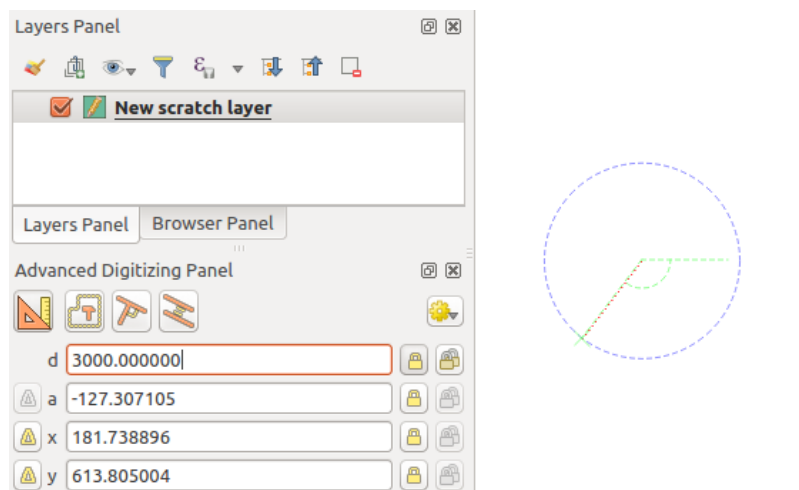 Layers Panel
New scratch layer
Layers Panel Browser Panel
Advanced Digitizing Panel
d 3000.000000
a -127.307105
x 181.738896
y 613.805004